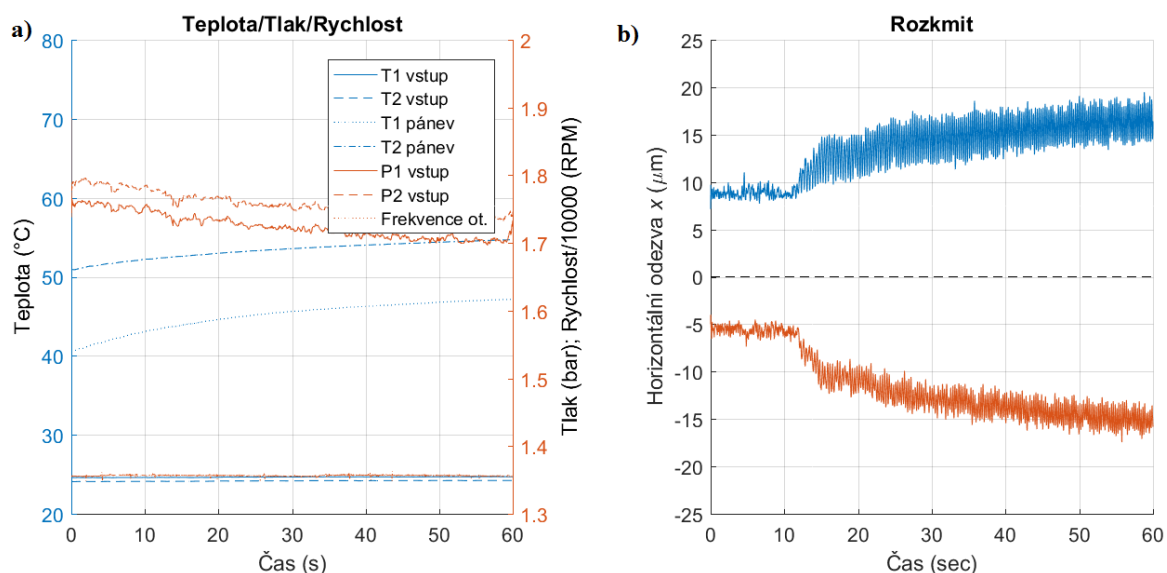 a)
Teplota/Tlak/Rychlost
80
70
60
50
40
30
20
Teplota (°C)
T1 vstup
T2 vstup
T1 pánev
T2 pánev
P1 vstup
P2 vstup
Frekvence ot.
2
1.9
1.8
1.7
1.6
1.5
1.4
1.3
Tlak (bar); Rychlost/10000 (RPM)
0 10 20 30 40 50 60
Čas (s)
b)
Rozkmit
25
20
15
10
5
0
-5
-10
-15
-20
-25
Horizontální odezva x (μm)
0 10 20 30 40 50 60
Čas (sec)